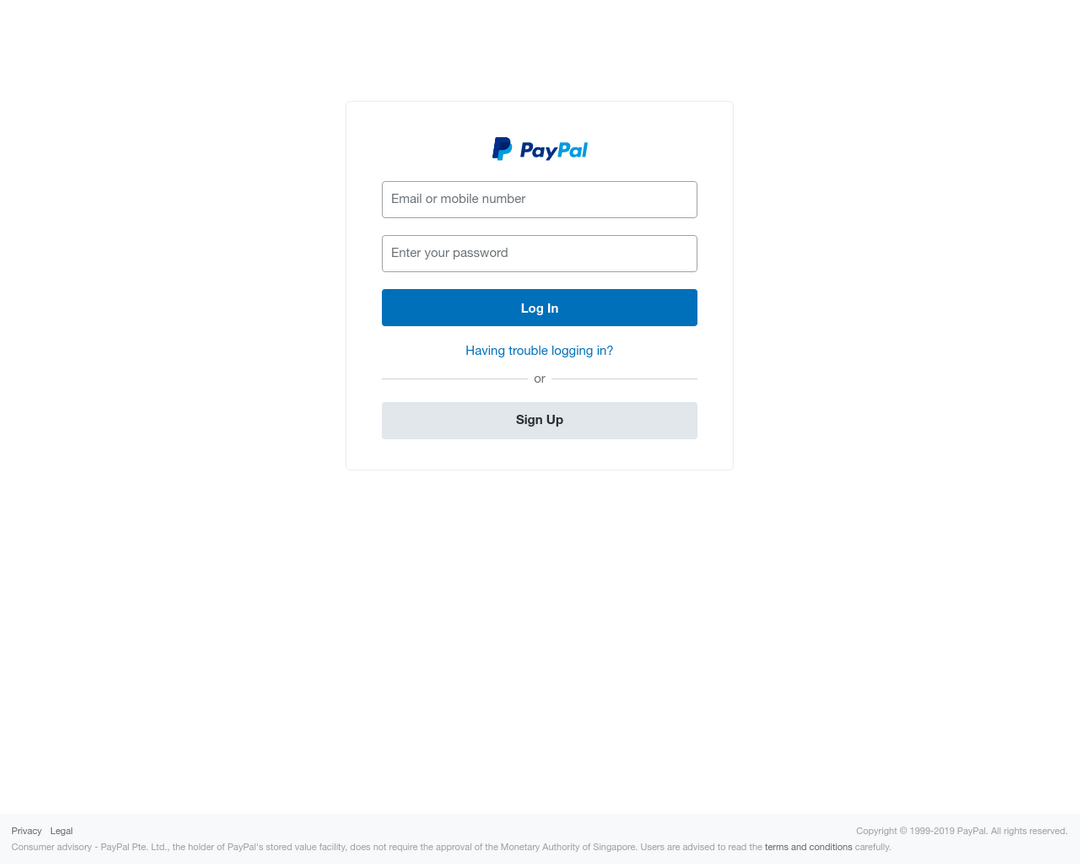 PayPal
Email or mobile number
Enter your password
Log In
Having trouble logging in?
or
Sign Up
Privacy Legal
Copyright © 1999-2019 PayPal. All rights reserved.
Consumer advisory - PayPal Pte. Ltd., the holder of PayPal's stored value facility, does not require the approval of the Monetary Authority of Singapore. Users are advised to read the terms and conditions carefully.